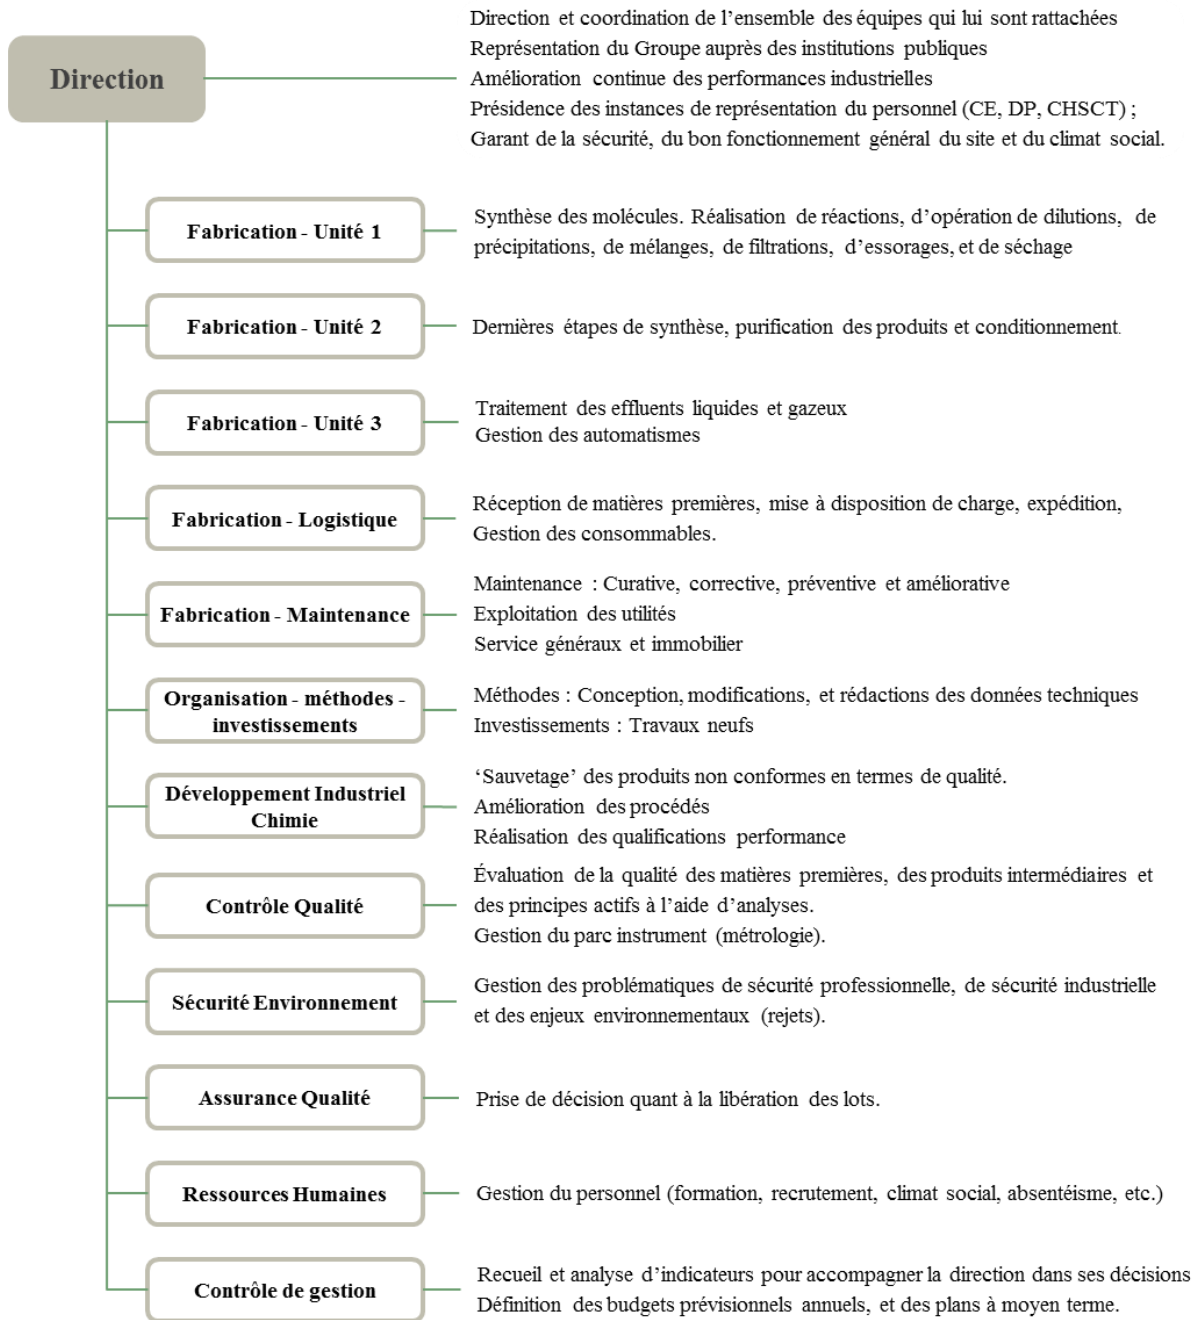 Direction
Direction et coordination de l'ensemble des équipes qui lui sont rattachées
Représentation du Groupe auprès des institutions publiques
Amélioration continue des performances industrielles
Présidence des instances de représentation du personnel (CE, DP, CHSCT) ;
Garant de la sécurité, du bon fonctionnement général du site et du climat social.
Fabrication - Unité 1
Synthèse des molécules. Réalisation de réactions, d'opération de dilutions, de
précipitations, de mélanges, de filtrations, d'essorages, et de séchage
Fabrication - Unité 2
Dernières étapes de synthèse, purification des produits et conditionnement.
Fabrication - Unité 3
Traitement des effluents liquides et gazeux
Gestion des automatismes
Fabrication - Logistique
Réception de matières premières, mise à disposition de charge, expédition,
Gestion des consommables.
Fabrication - Maintenance
Maintenance : Curative, corrective, préventive et améliorative
Exploitation des utilités
Service généraux et immobilier
Organisation - méthodes -
investissements
Méthodes : Conception, modifications, et rédactions des données techniques
Investissements : Travaux neufs
Développement Industriel
Chimie
‘Sauvetage’ des produits non conformes en termes de qualité.
Amélioration des procédés
Réalisation des qualifications performance
Contrôle Qualité
Évaluation de la qualité des matières premières, des produits intermédiaires et
des principes actifs à l'aide d'analyses.
Gestion du parc instrument (métrologie).
Sécurité Environnement
Gestion des problématiques de sécurité professionnelle, de sécurité industrielle
et des enjeux environnementaux (rejets).
Assurance Qualité
Prise de décision quant à la libération des lots.
Ressources Humaines
Gestion du personnel (formation, recrutement, climat social, absentéisme, etc.)
Contrôle de gestion
Recueil et analyse d'indicateurs pour accompagner la direction dans ses décisions
Définition des budgets prévisionnels annuels, et des plans à moyen terme.